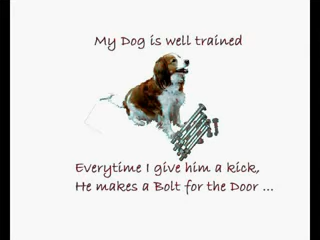 My Dog is well trained
Everytime I give him a kick,
He makes a Bolt for the Door ...